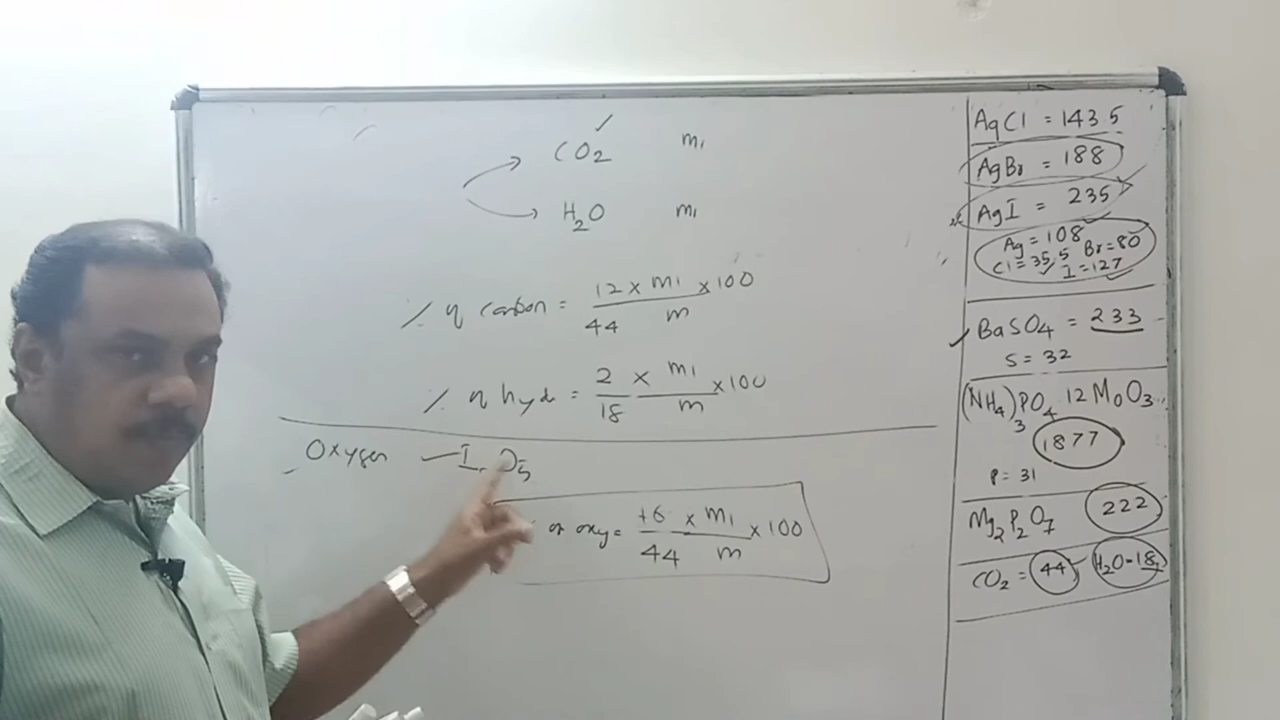 CO2 ✓ m1
H2O m1
% of carbon = 12 × m1 × 100
44 m
% of hyd = 2 × m1 × 100
18 m
Oxygen I2O5
of oxy = 16 × m1 × 100
44 m
AgCl = 143 5
AgBr = 188
AgI = 235
Ag = 108
Cl = 35.5 Br = 80
I = 127
BaSO4 = 233
S = 32
(NH4)3PO4 12MoO3
1877
P = 31
Mg2P2O7 222
CO2 = 44 H2O = 18